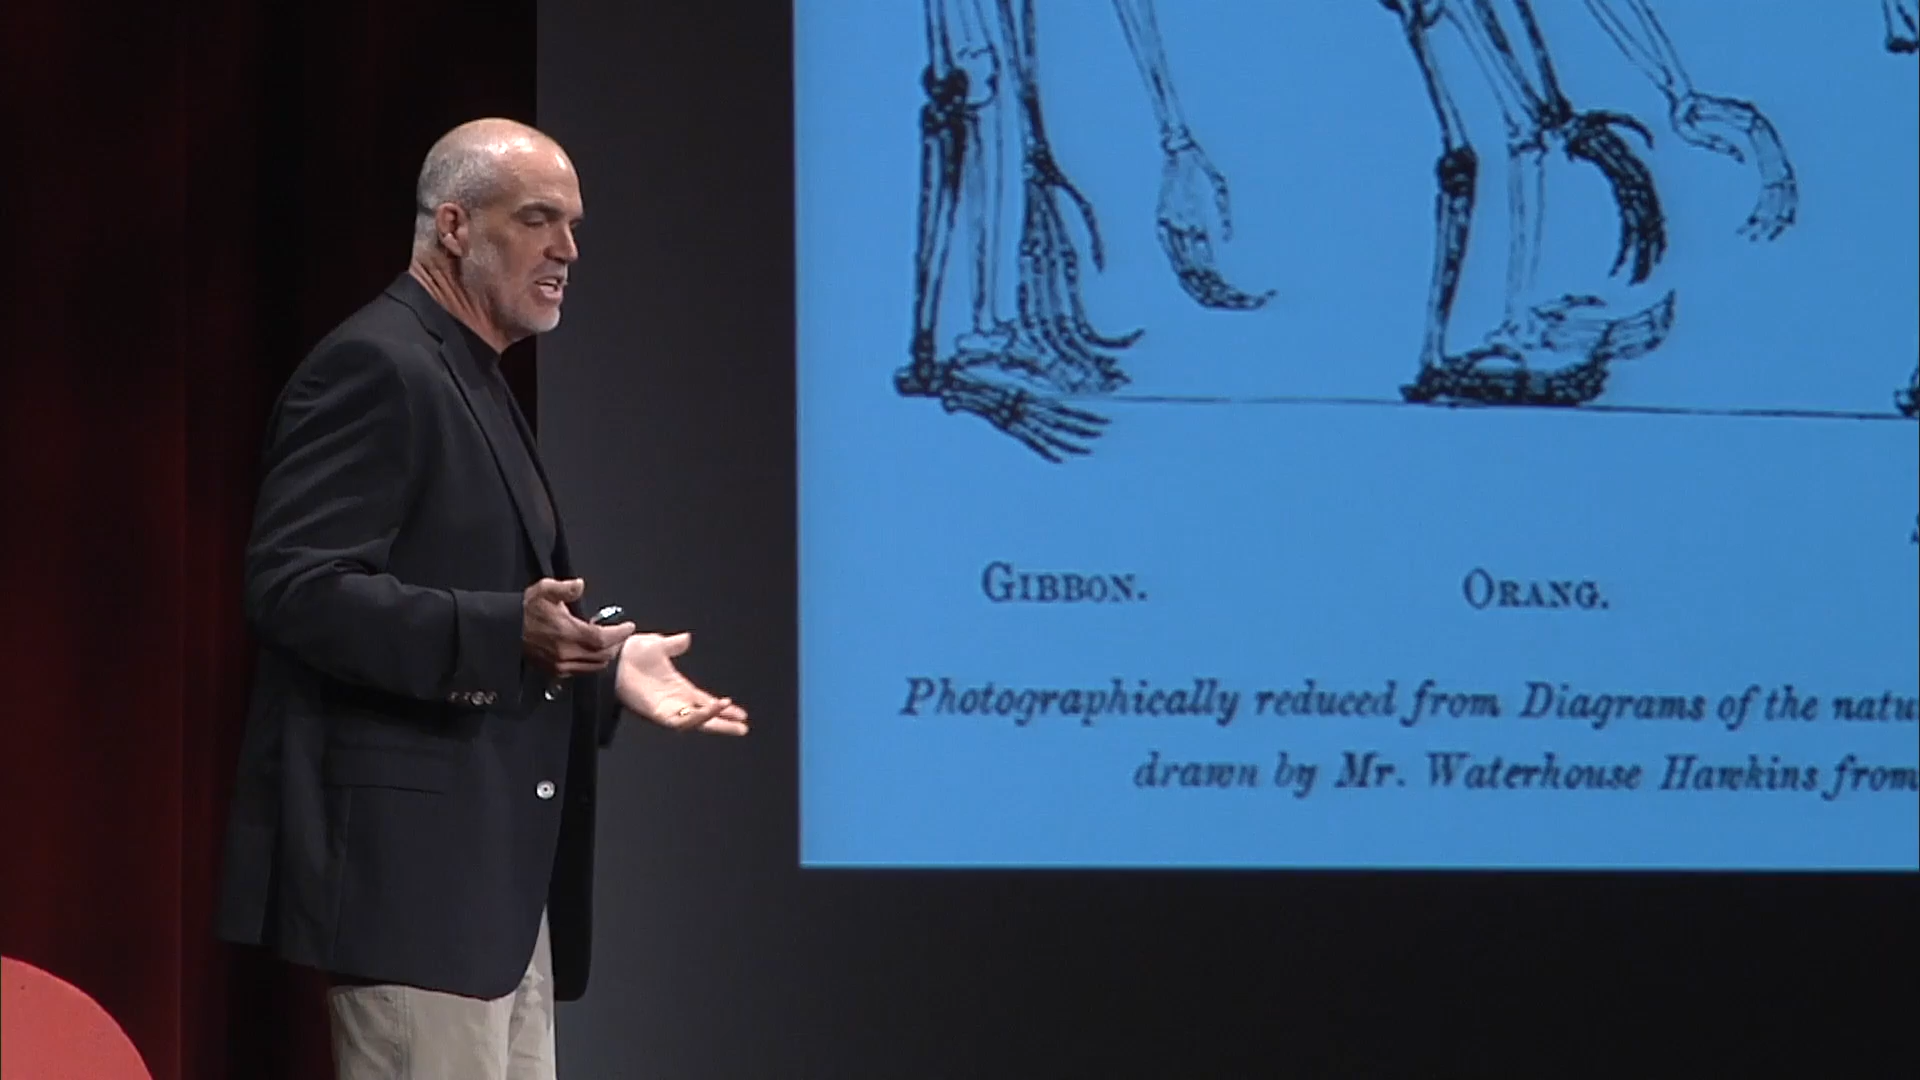 GIBBON.
ORANG.
Photographically reduced from Diagrams of the natu
drawn by Mr. Waterhouse Hawkins from